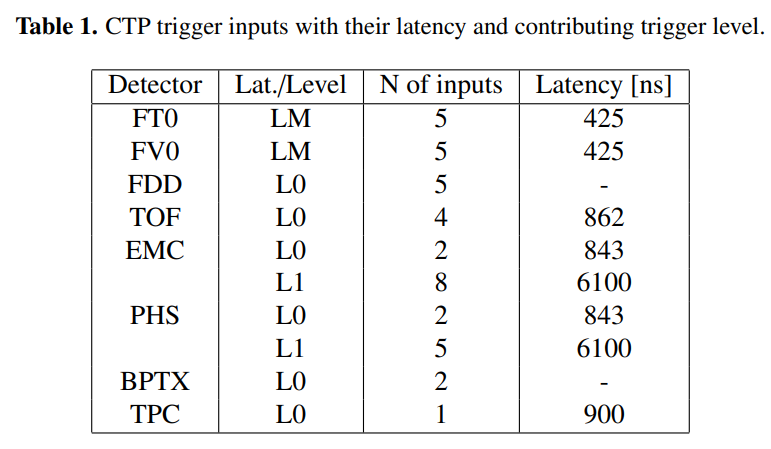 Table 1. CTP trigger inputs with their latency and contributing trigger level.
Detector Lat./Level N of inputs Latency [ns]
FT0 LM 5 425
FV0 LM 5 425
FDD L0 5 -
TOF L0 4 862
EMC L0 2 843
L1 8 6100
PHS L0 2 843
L1 5 6100
BPTX L0 2 -
TPC L0 1 900